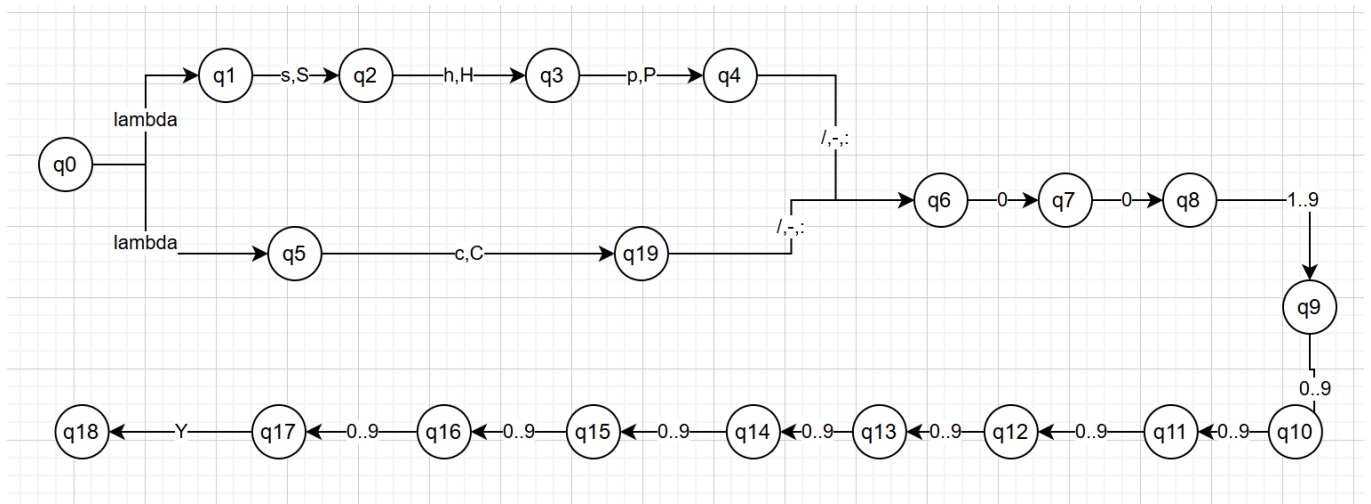 q1 s,S q2 h,H q3 p,P q4
lambda
/,-,:
q0
q6 0 q7 0 q8 1..9
/,-,:
lambda
q5 c,C q19
q9
0..9
q18 Y q17 0..9 q16 0..9 q15 0..9 q14 0..9 q13 0..9 q12 0..9 q11 0..9 q10